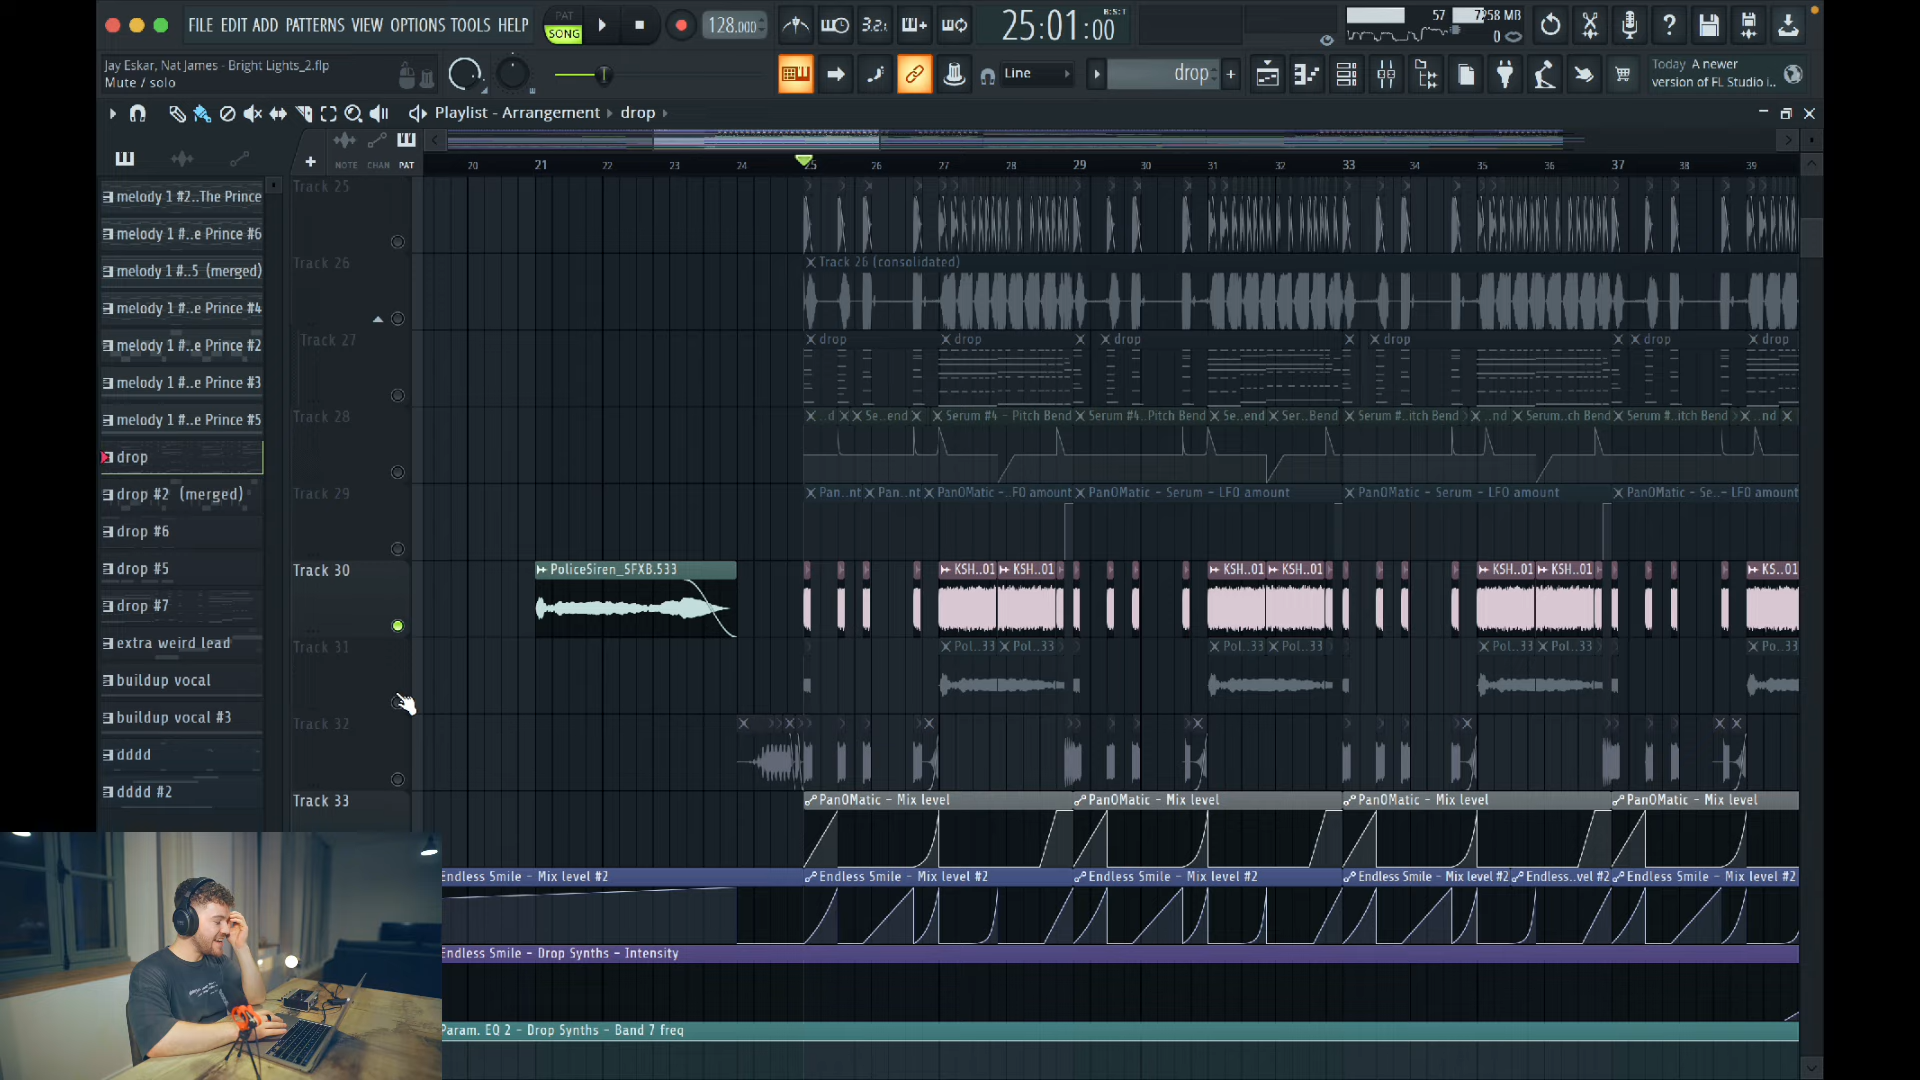 FILE EDIT ADD PATTERNS VIEW OPTIONS TOOLS HELP
PAT
SONG
128.000
3.2.
25:01:00
B:S:T
57
7258 MB
0
Jay Eskar, Nat James - Bright Lights_2.flp
Mute / solo
Line
drop
Today A newer
version of FL Studio i..
Playlist - Arrangement
drop
NOTE CHAN PAT
20 21 22 23 24 25 26 27 28 29 30 31 32 33 34 35 36 37 38 39
melody 1 #2..The Prince
melody 1 #..e Prince #6
melody 1 #..5 (merged)
melody 1 #..e Prince #4
melody 1 #..e Prince #2
melody 1 #..e Prince #3
melody 1 #..e Prince #5
drop
drop #2 (merged)
drop #6
drop #5
drop #7
extra weird lead
buildup vocal
buildup vocal #3
dddd
dddd #2
Track 25
Track 26
Track 26 (consolidated)
Track 27
drop drop drop drop drop drop
Track 28
..d Se..end Serum #4 - Pitch Bend Serum #4..Pitch Bend Se..end Ser..Bend Serum #..itch Bend ..nd Serum..ch Bend Serum #..itch Bend ..nd
Track 29
Pan..nt Pan..nt PanOMatic -..FO amount PanOMatic - Serum - LFO amount PanOMatic - Serum - LFO amount PanOMatic - Se..- LFO amount
Track 30
PoliceSiren_SFXB.533
KSH..01 KSH..01 KSH..01 KSH..01 KSH..01 KSH..01 KS..01
Track 31
Pol..33 Pol..33 Pol..33 Pol..33 Pol..33 Pol..33 Po..33
Track 32
Track 33
PanOMatic - Mix level PanOMatic - Mix level PanOMatic - Mix level PanOMatic - Mix level
Endless Smile - Mix level #2 Endless Smile - Mix level #2 Endless Smile - Mix level #2 Endless Smile - Mix level #2 Endless..vel #2 Endless Smile - Mix level #2
Endless Smile - Drop Synths - Intensity
Param. EQ 2 - Drop Synths - Band 7 freq